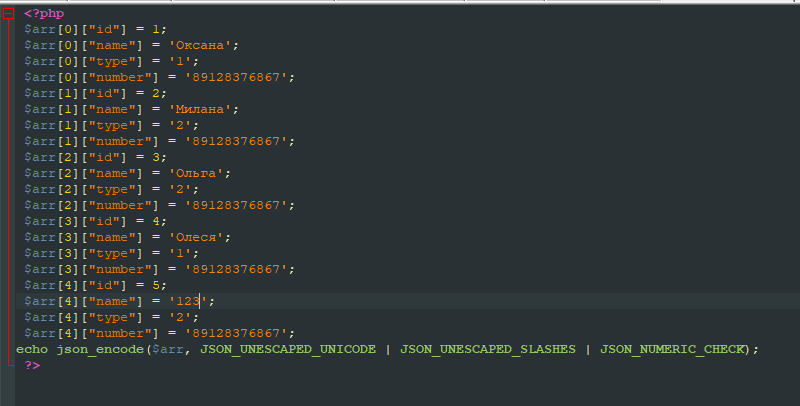 <?php
$arr[0]["id"] = 1;
$arr[0]["name"] = 'Оксана';
$arr[0]["type"] = '1';
$arr[0]["number"] = '89128376867';
$arr[1]["id"] = 2;
$arr[1]["name"] = 'Милана';
$arr[1]["type"] = '2';
$arr[1]["number"] = '89128376867';
$arr[2]["id"] = 3;
$arr[2]["name"] = 'Ольга';
$arr[2]["type"] = '2';
$arr[2]["number"] = '89128376867';
$arr[3]["id"] = 4;
$arr[3]["name"] = 'Олеся';
$arr[3]["type"] = '1';
$arr[3]["number"] = '89128376867';
$arr[4]["id"] = 5;
$arr[4]["name"] = '123';
$arr[4]["type"] = '2';
$arr[4]["number"] = '89128376867';
echo json_encode($arr, JSON_UNESCAPED_UNICODE | JSON_UNESCAPED_SLASHES | JSON_NUMERIC_CHECK);
?>